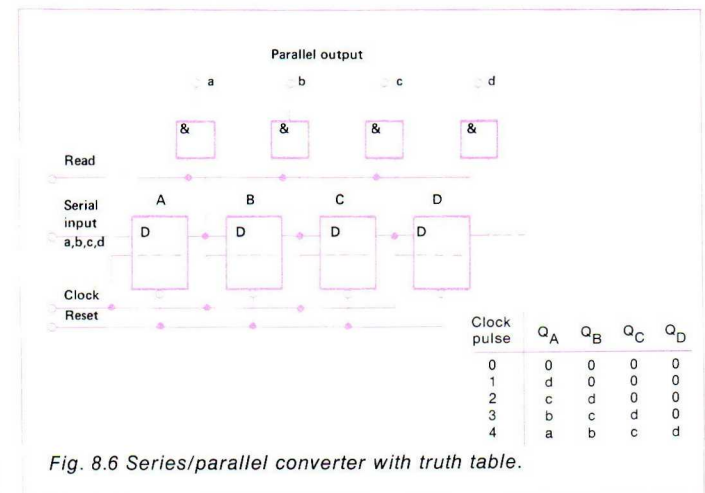 Parallel output
a b c d
& & & &
Read
A B C D
Serial
input
a,b,c,d
D D D D
Clock
Reset
Clock
pulse QA QB QC QD
0 0 0 0 0
1 d 0 0 0
2 c d 0 0
3 b c d 0
4 a b c d
Fig. 8.6 Series/parallel converter with truth table.